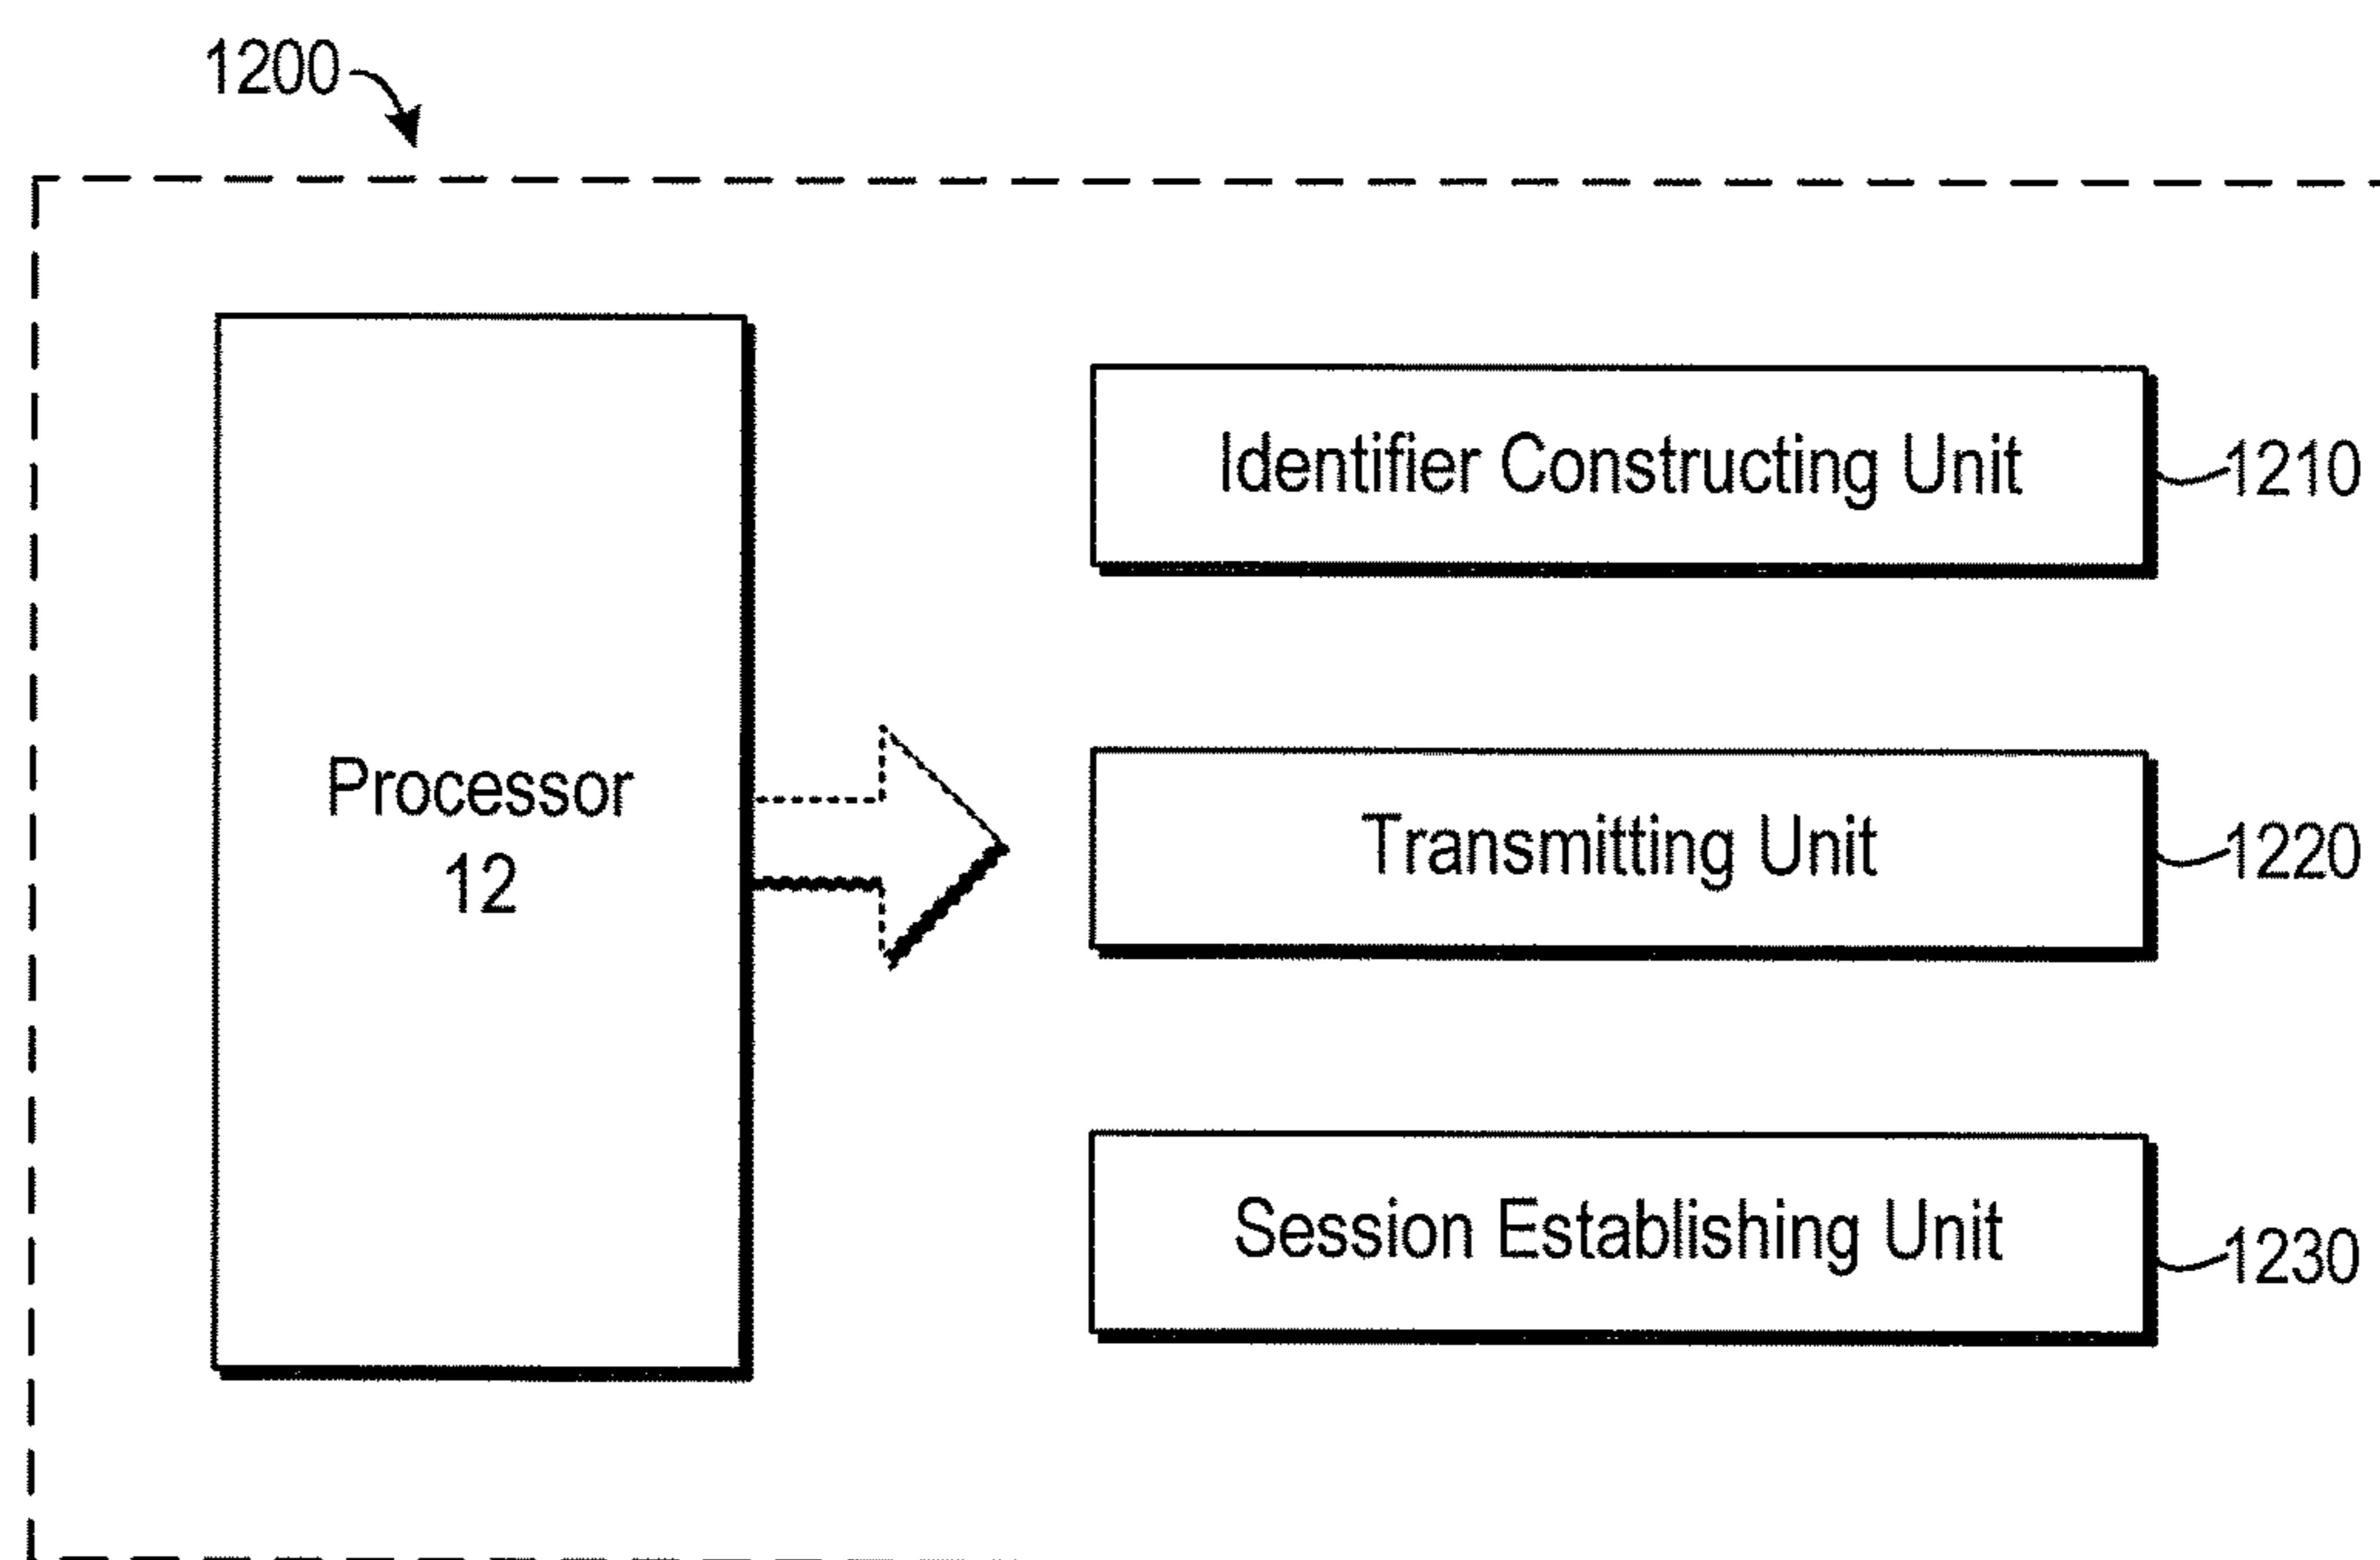 1200
Identifier Constructing Unit
1210
Processor
12
Transmitting Unit
1220
Session Establishing Unit
1230